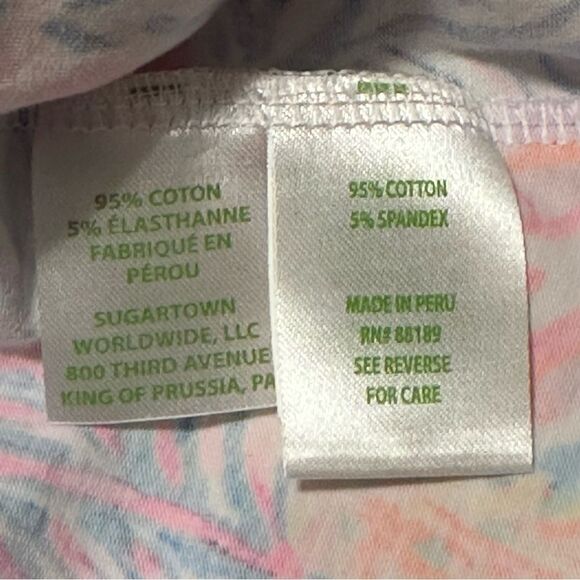 95% COTON
5% ÉLASTHANNE
FABRIQUÉ EN
PÉROU
SUGARTOWN
WORLDWIDE, LLC
800 THIRD AVENUE
KING OF PRUSSIA, PA
95% COTTON
5% SPANDEX
MADE IN PERU
RN# 88189
SEE REVERSE
FOR CARE